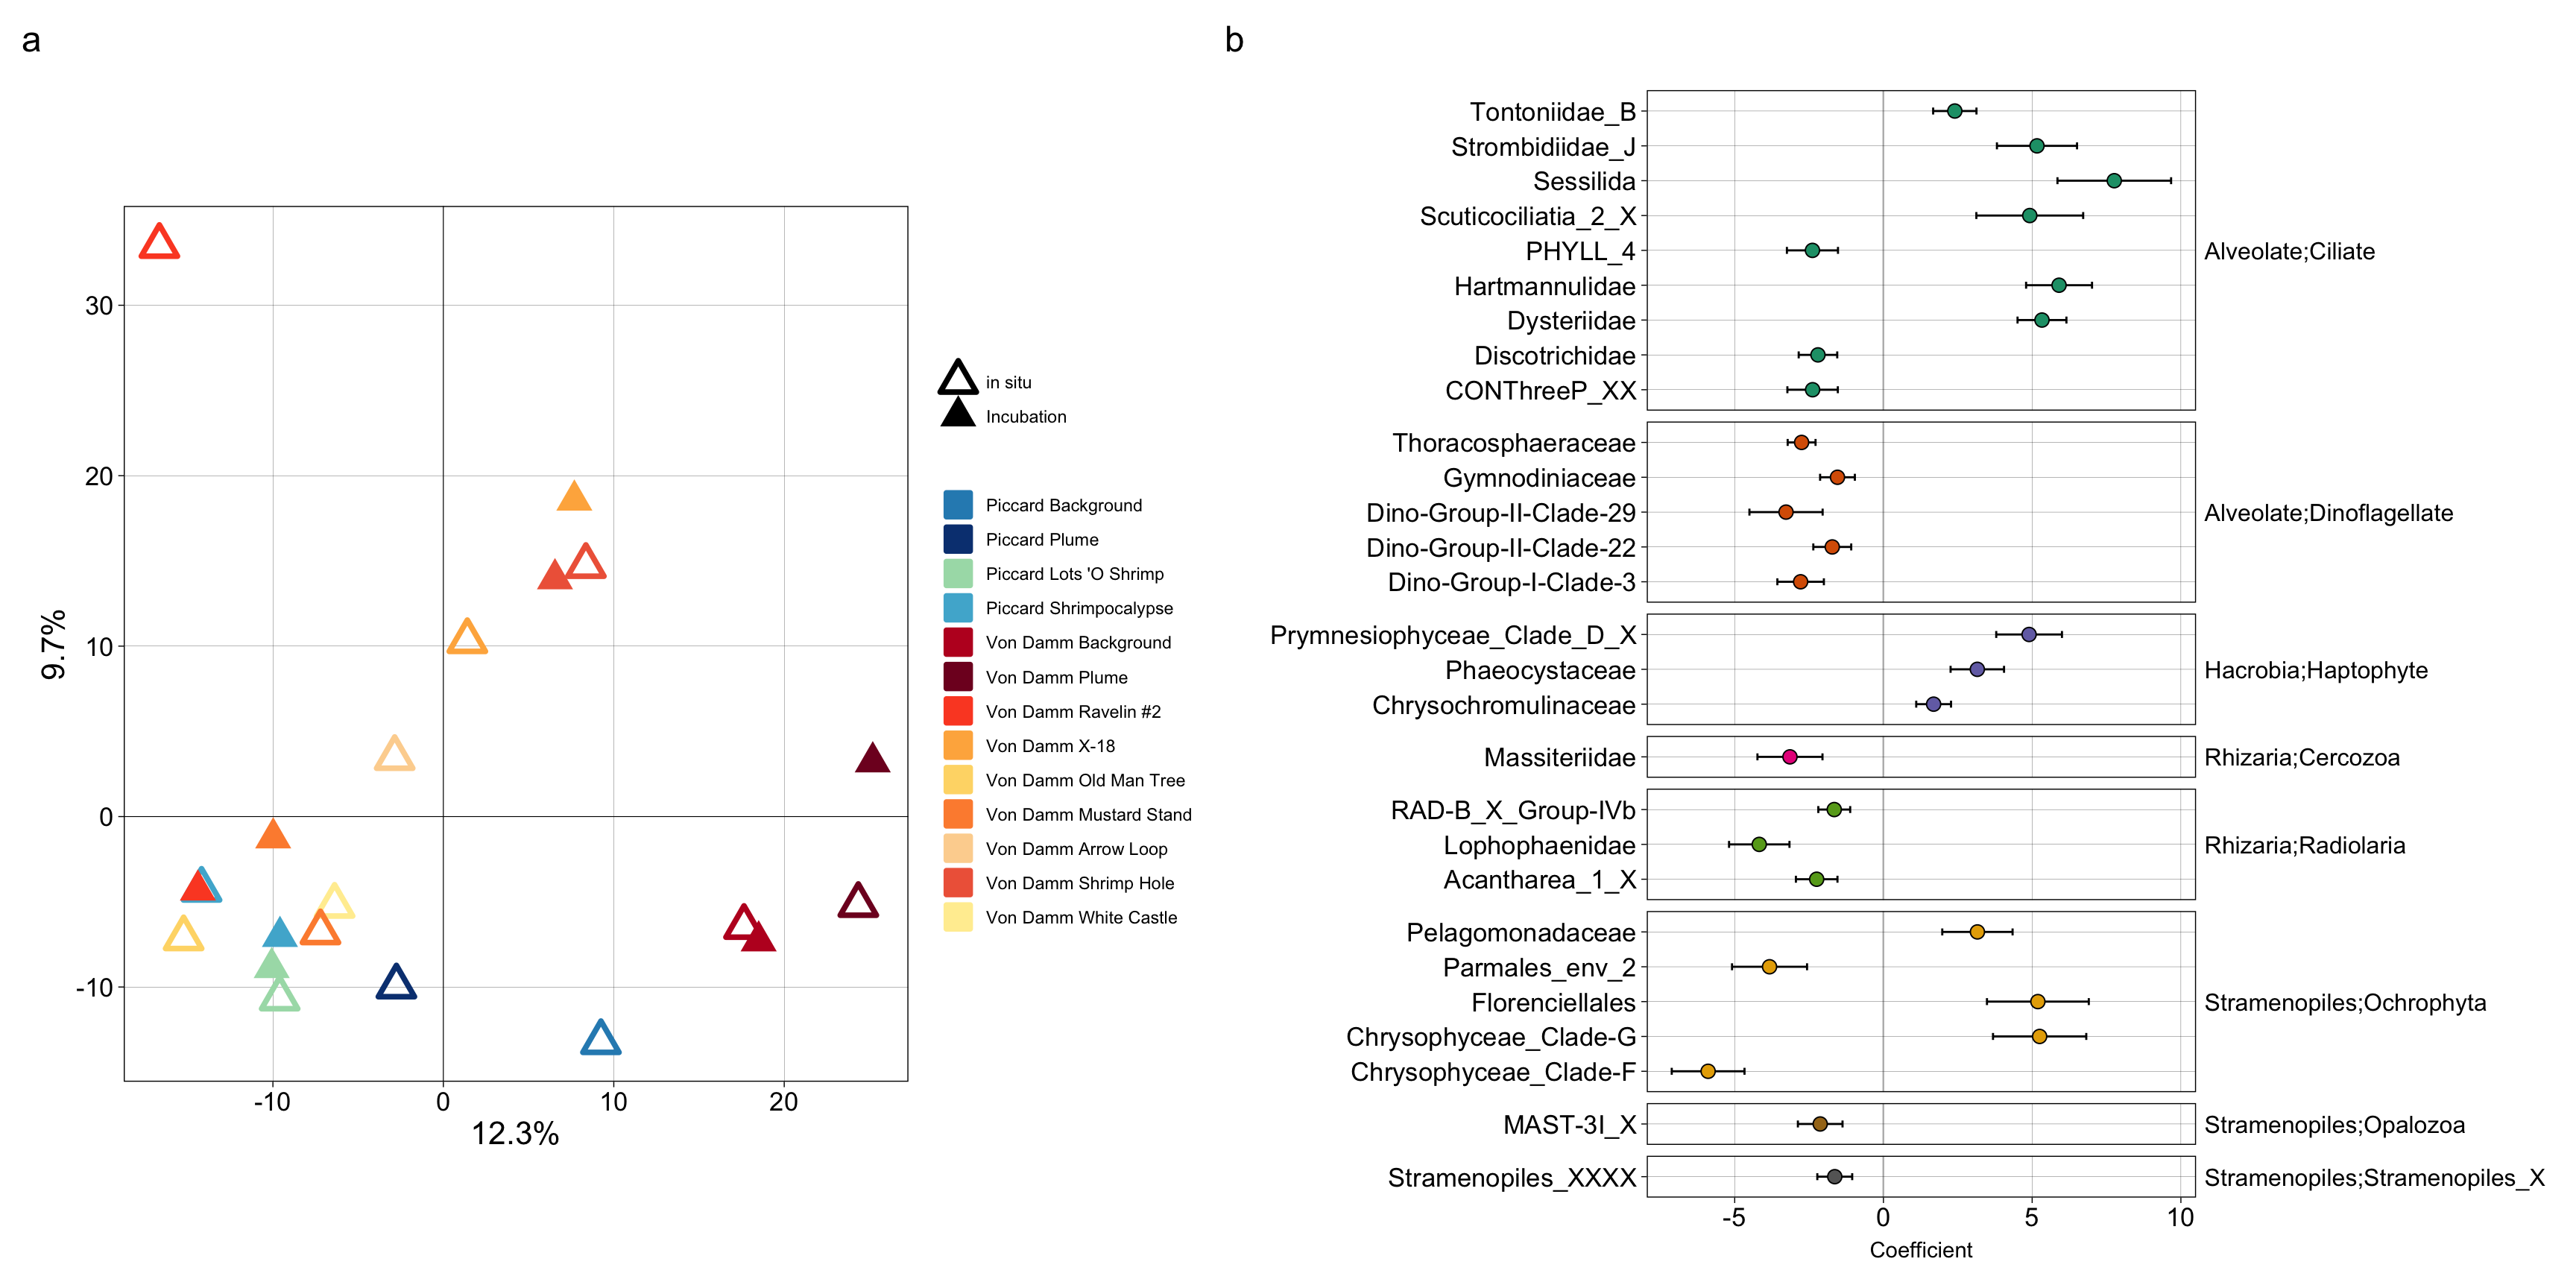 a
30
20
10
0
-10
9.7%
-10 0 10 20
12.3%
in situ
Incubation
Piccard Background
Piccard Plume
Piccard Lots 'O Shrimp
Piccard Shrimpocalypse
Von Damm Background
Von Damm Plume
Von Damm Ravelin #2
Von Damm X-18
Von Damm Old Man Tree
Von Damm Mustard Stand
Von Damm Arrow Loop
Von Damm Shrimp Hole
Von Damm White Castle
b
Tontoniidae_B
Strombidiidae_J
Sessilida
Scuticociliatia_2_X
PHYLL_4
Hartmannulidae
Dysteriidae
Discotrichidae
CONThreeP_XX
Alveolate;Ciliate
Thoracosphaeraceae
Gymnodiniaceae
Dino-Group-II-Clade-29
Dino-Group-II-Clade-22
Dino-Group-I-Clade-3
Alveolate;Dinoflagellate
Prymnesiophyceae_Clade_D_X
Phaeocystaceae
Chrysochromulinaceae
Hacrobia;Haptophyte
Massiteriidae
Rhizaria;Cercozoa
RAD-B_X_Group-IVb
Lophophaenidae
Acantharea_1_X
Rhizaria;Radiolaria
Pelagomonadaceae
Parmales_env_2
Florenciellales
Chrysophyceae_Clade-G
Chrysophyceae_Clade-F
Stramenopiles;Ochrophyta
MAST-3I_X
Stramenopiles;Opalozoa
Stramenopiles_XXXX
Stramenopiles;Stramenopiles_X
-5 0 5 10
Coefficient